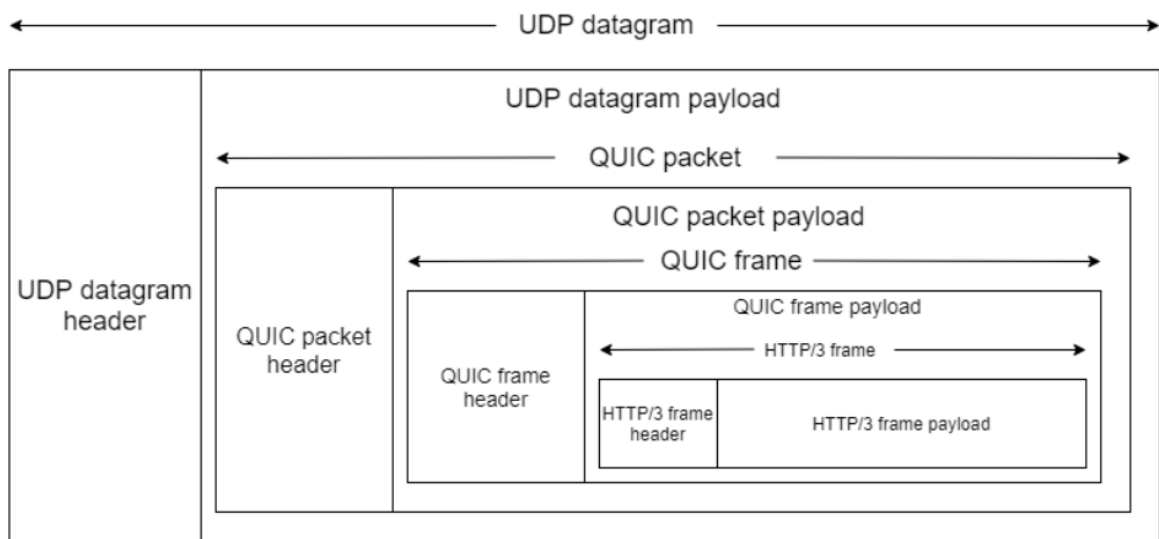 UDP datagram
UDP datagram payload
QUIC packet
QUIC packet payload
QUIC frame
UDP datagram
header
QUIC packet
header
QUIC frame payload
HTTP/3 frame
QUIC frame
header
HTTP/3 frame
header
HTTP/3 frame payload